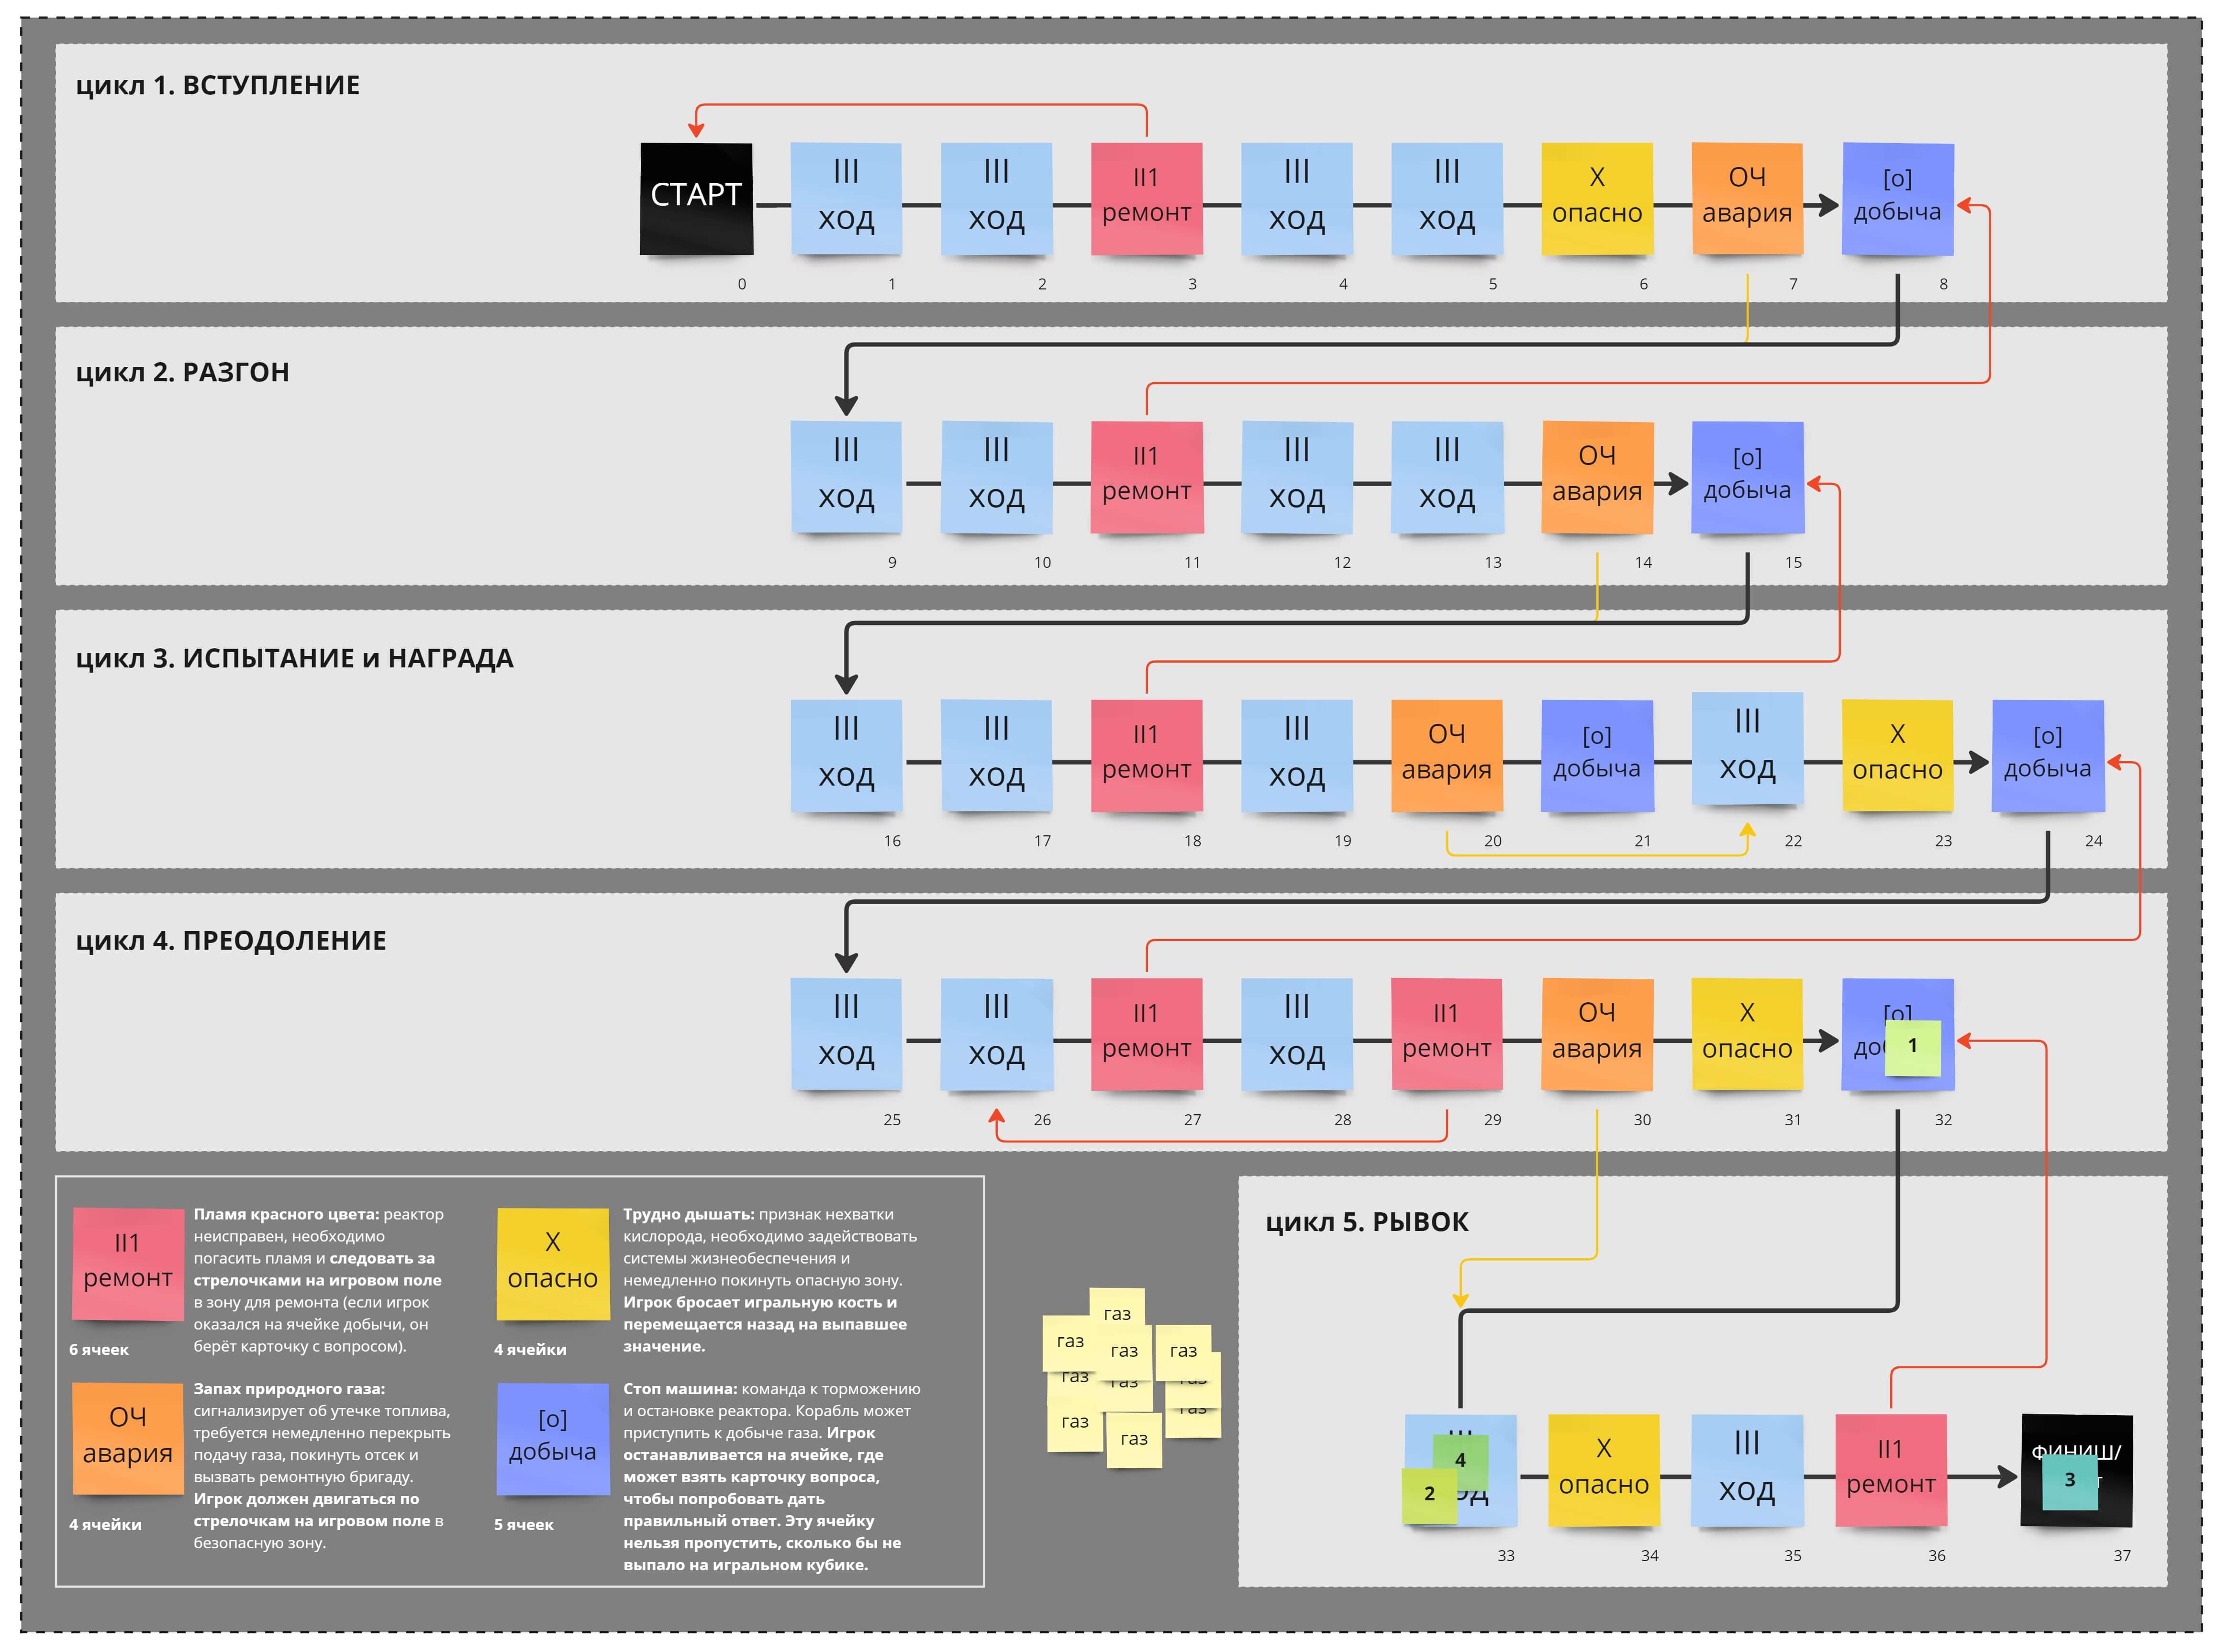 цикл 1. ВСТУПЛЕНИЕ
СТАРТ
III
ход
III
ход
II1
ремонт
III
ход
III
ход
X
опасно
ОЧ
авария
[о]
добыча
0
1
2
3
4
5
6
7
8
цикл 2. РАЗГОН
III
ход
III
ход
II1
ремонт
III
ход
III
ход
ОЧ
авария
[о]
добыча
9
10
11
12
13
14
15
цикл 3. ИСПЫТАНИЕ и НАГРАДА
III
ход
III
ход
II1
ремонт
III
ход
ОЧ
авария
[о]
добыча
III
ход
X
опасно
[о]
добыча
16
17
18
19
20
21
22
23
24
цикл 4. ПРЕОДОЛЕНИЕ
III
ход
III
ход
II1
ремонт
III
ход
II1
ремонт
ОЧ
авария
X
опасно
[о]
1
25
26
27
28
29
30
31
32
II1
ремонт
6 ячеек
Пламя красного цвета: реактор
неисправен, необходимо
погасить пламя и следовать за
стрелочками на игровом поле
в зону для ремонта (если игрок
оказался на ячейке добычи, он
берёт карточку с вопросом).
X
опасно
4 ячейки
Трудно дышать: признак нехватки
кислорода, необходимо задействовать
системы жизнеобеспечения и
немедленно покинуть опасную зону.
Игрок бросает игральную кость и
перемещается назад на выпавшее
значение.
ОЧ
авария
4 ячейки
Запах природного газа:
сигнализирует об утечке топлива,
требуется немедленно перекрыть
подачу газа, покинуть отсек и
вызвать ремонтную бригаду.
Игрок должен двигаться по
стрелочкам на игровом поле в
безопасную зону.
[о]
добыча
5 ячеек
Стоп машина: команда к торможению
и остановке реактора. Корабль может
приступить к добыче газа. Игрок
останавливается на ячейке, где
может взять карточку вопроса,
чтобы попробовать дать
правильный ответ. Эту ячейку
нельзя пропустить, сколько бы не
выпало на игральном кубике.
газ
газ
газ
газ
газ
газ
газ
газ
цикл 5. РЫВОК
4
2
X
опасно
III
ход
II1
ремонт
ФИНИШ/
3
33
34
35
36
37